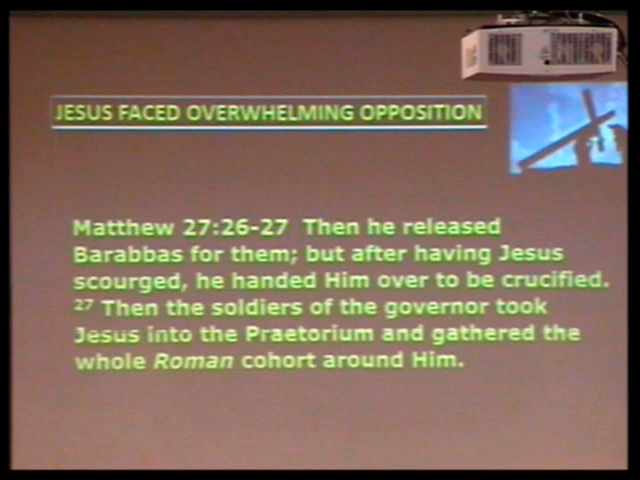 JESUS FACED OVERWHELMING OPPOSITION
Matthew 27:26-27 Then he released
Barabbas for them; but after having Jesus
scourged, he handed Him over to be crucified.
27 Then the soldiers of the governor took
Jesus into the Praetorium and gathered the
whole Roman cohort around Him.